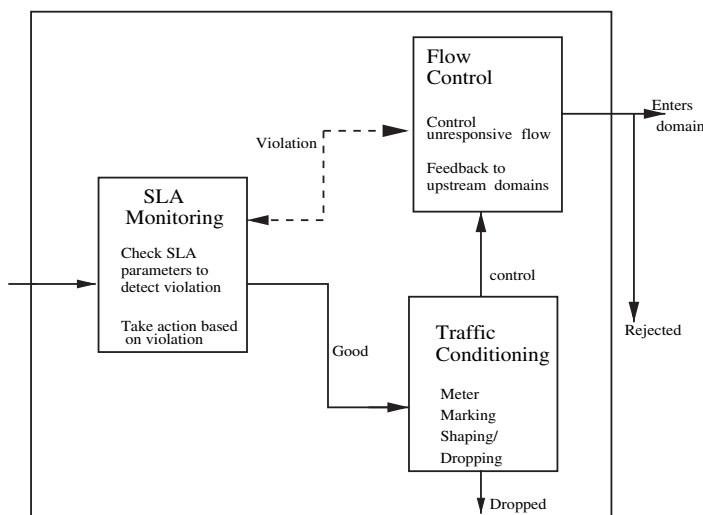 Flow
Control
Control
unresponsive flow
Feedback to
upstream domains
Enters
domain
Violation
SLA
Monitoring
Check SLA
parameters to
detect violation
Take action based
on violation
control
Good
Traffic
Conditioning
Meter
Marking
Shaping/
Dropping
Rejected
Dropped